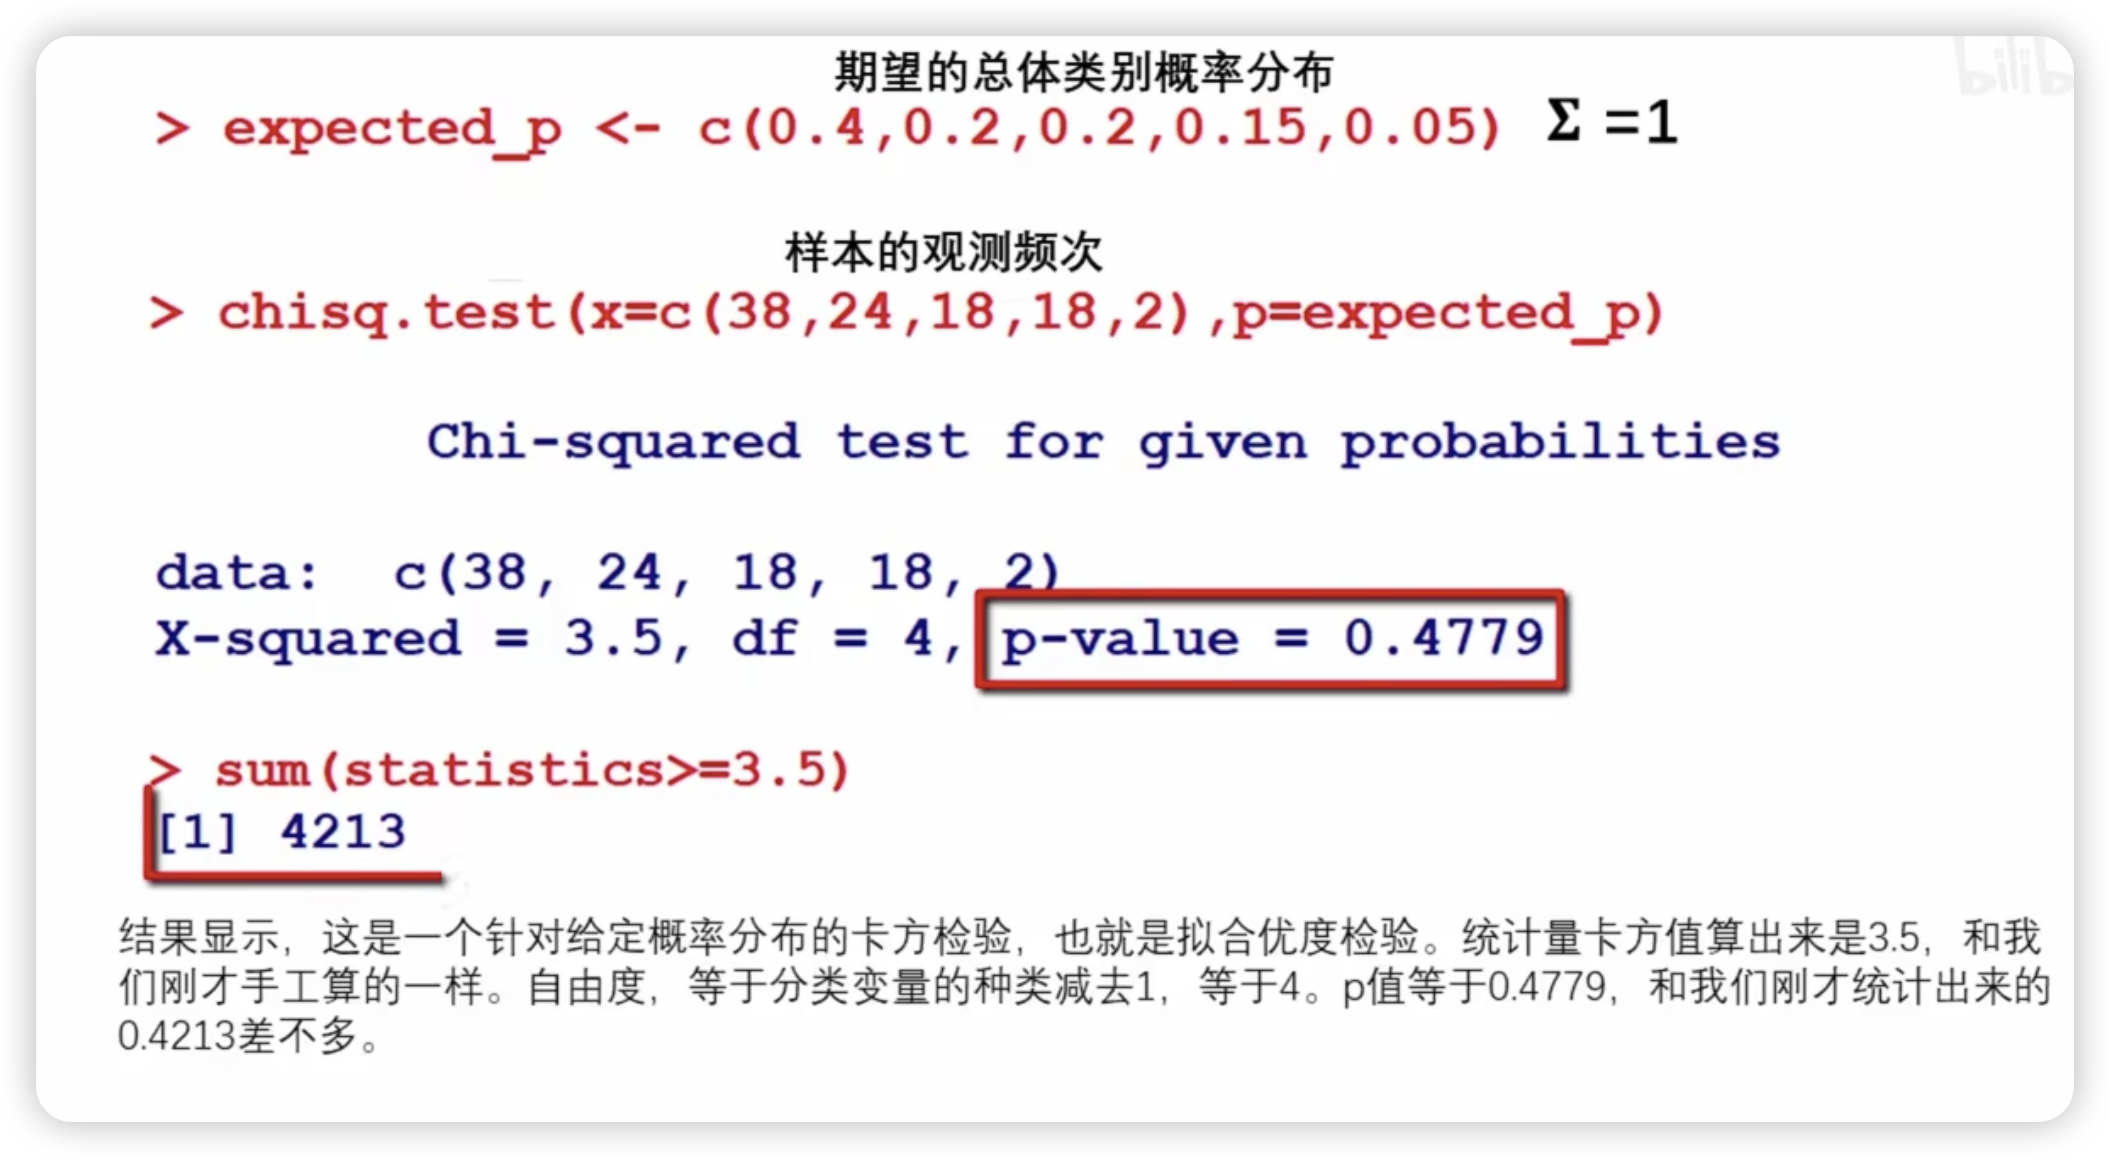 bilib
期望的总体类别概率分布
> expected_p <- c(0.4,0.2,0.2,0.15,0.05) Σ =1
样本的观测频次
> chisq.test(x=c(38,24,18,18,2),p=expected_p)
Chi-squared test for given probabilities
data: c(38, 24, 18, 18, 2)
X-squared = 3.5, df = 4, p-value = 0.4779
> sum(statistics>=3.5)
[1] 4213
结果显示，这是一个针对给定概率分布的卡方检验，也就是拟合优度检验。统计量卡方值算出来是3.5，和我
们刚才手工算的一样。自由度，等于分类变量的种类减去1，等于4。p值等于0.4779，和我们刚才统计出来的
0.4213差不多。